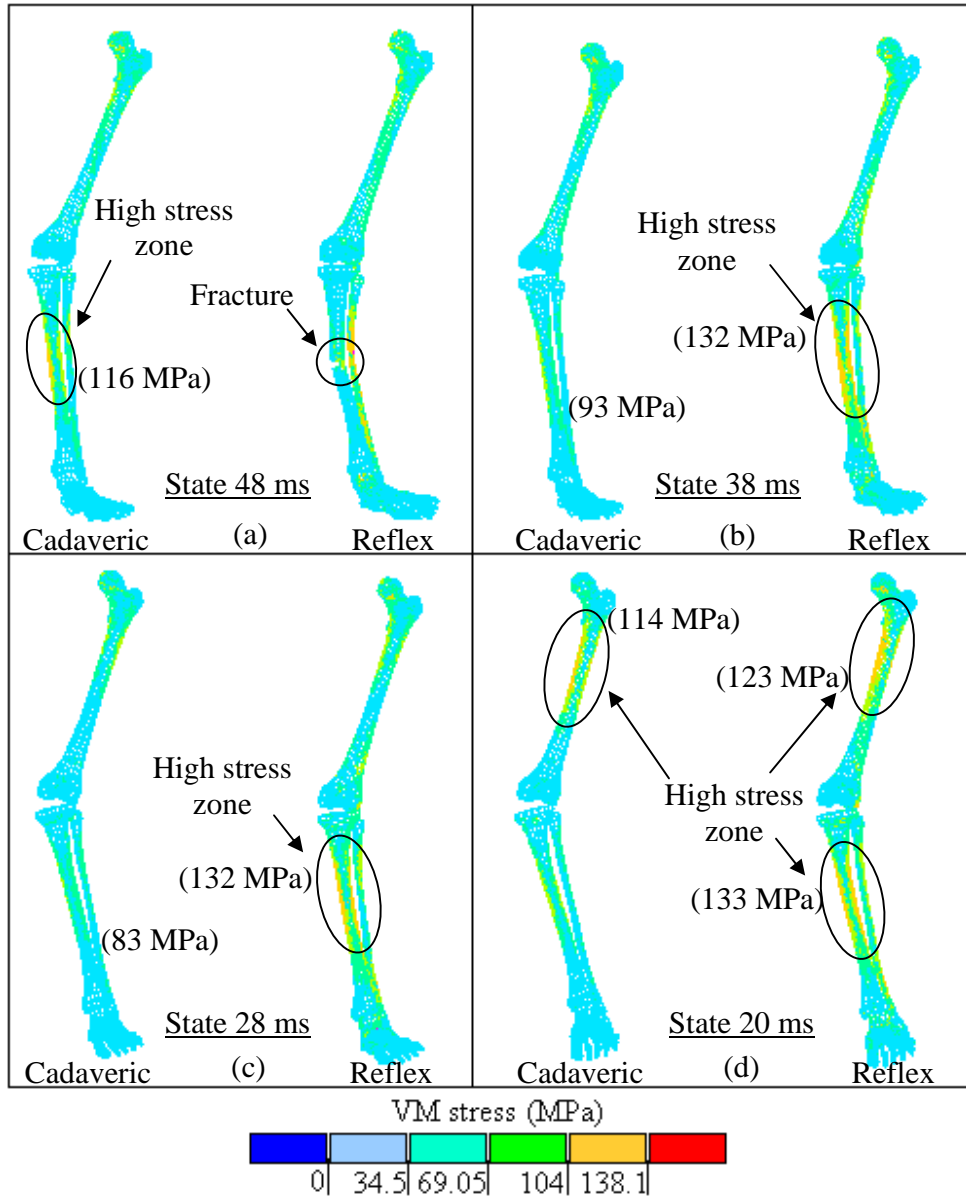 High stress
zone
Fracture
(116 MPa)
State 48 ms
Cadaveric
(a)
Reflex
High stress
zone
(132 MPa)
(93 MPa)
State 38 ms
Cadaveric
(b)
Reflex
High stress
zone
(132 MPa)
(83 MPa)
State 28 ms
Cadaveric
(c)
Reflex
(114 MPa)
(123 MPa)
High stress
zone
(133 MPa)
State 20 ms
Cadaveric
(d)
Reflex
VM stress (MPa)
0 34.5 69.05 104 138.1